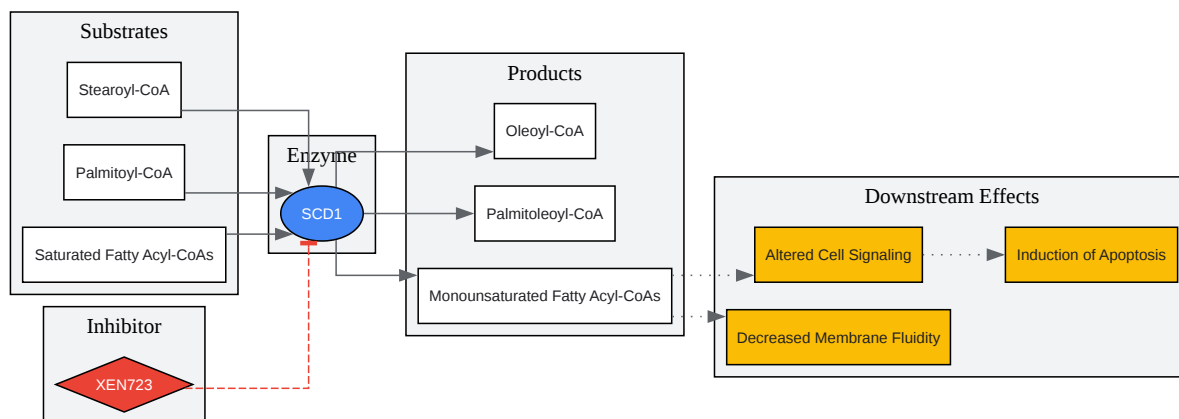 Substrates
Stearoyl-CoA
Palmitoyl-CoA
Saturated Fatty Acyl-CoAs
Inhibitor
XEN723
Enzyme
SCD1
Products
Oleoyl-CoA
Palmitoleoyl-CoA
Monounsaturated Fatty Acyl-CoAs
Downstream Effects
Altered Cell Signaling
Induction of Apoptosis
Decreased Membrane Fluidity